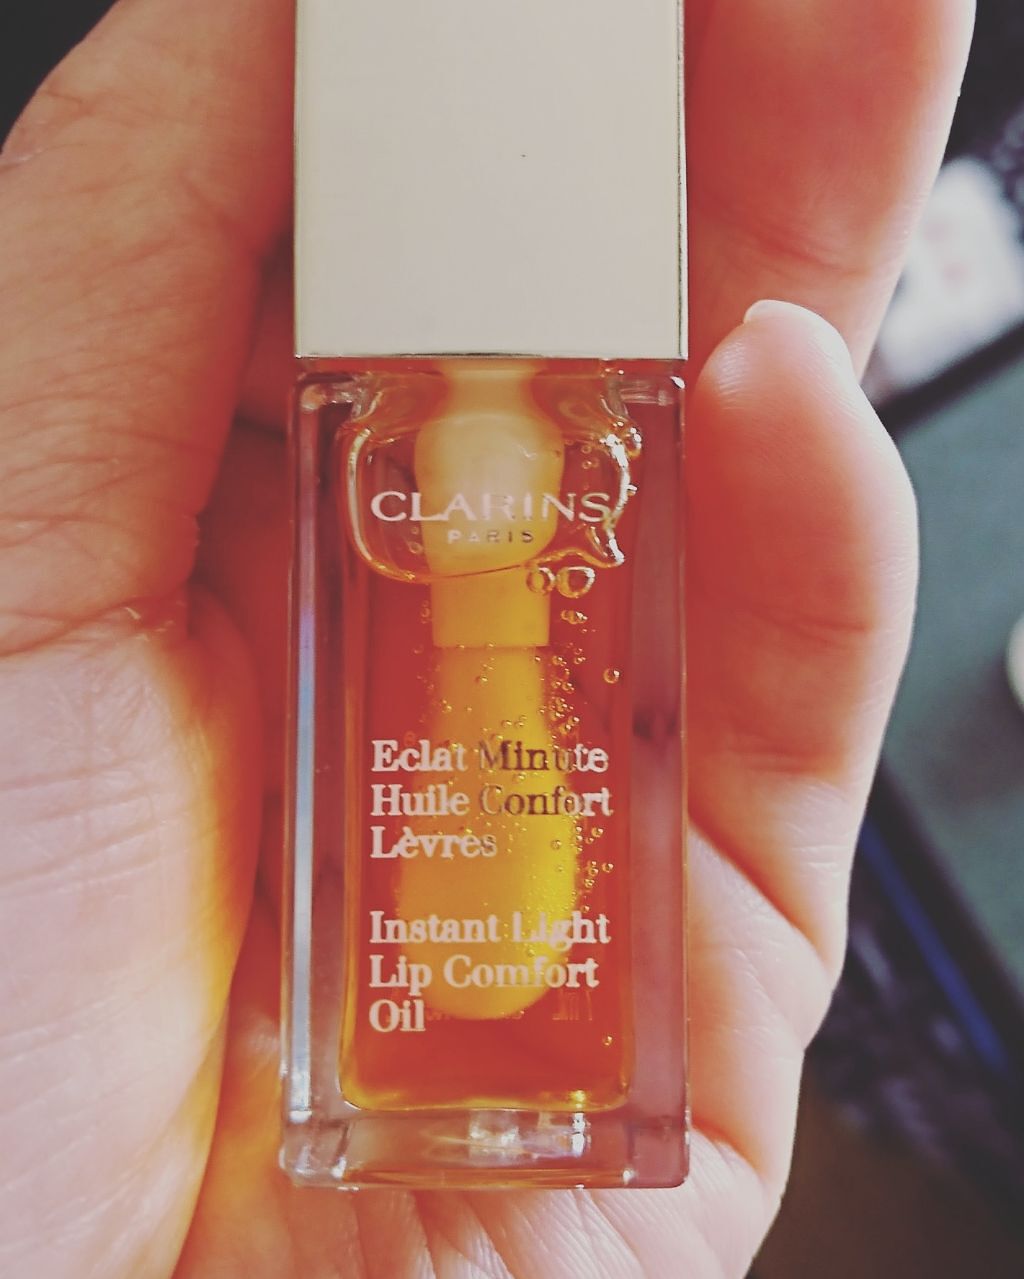 CLARINS
PARIS
Eclat Minute
Huile Confort
Lèvres
Instant Light
Lip Comfort
Oil